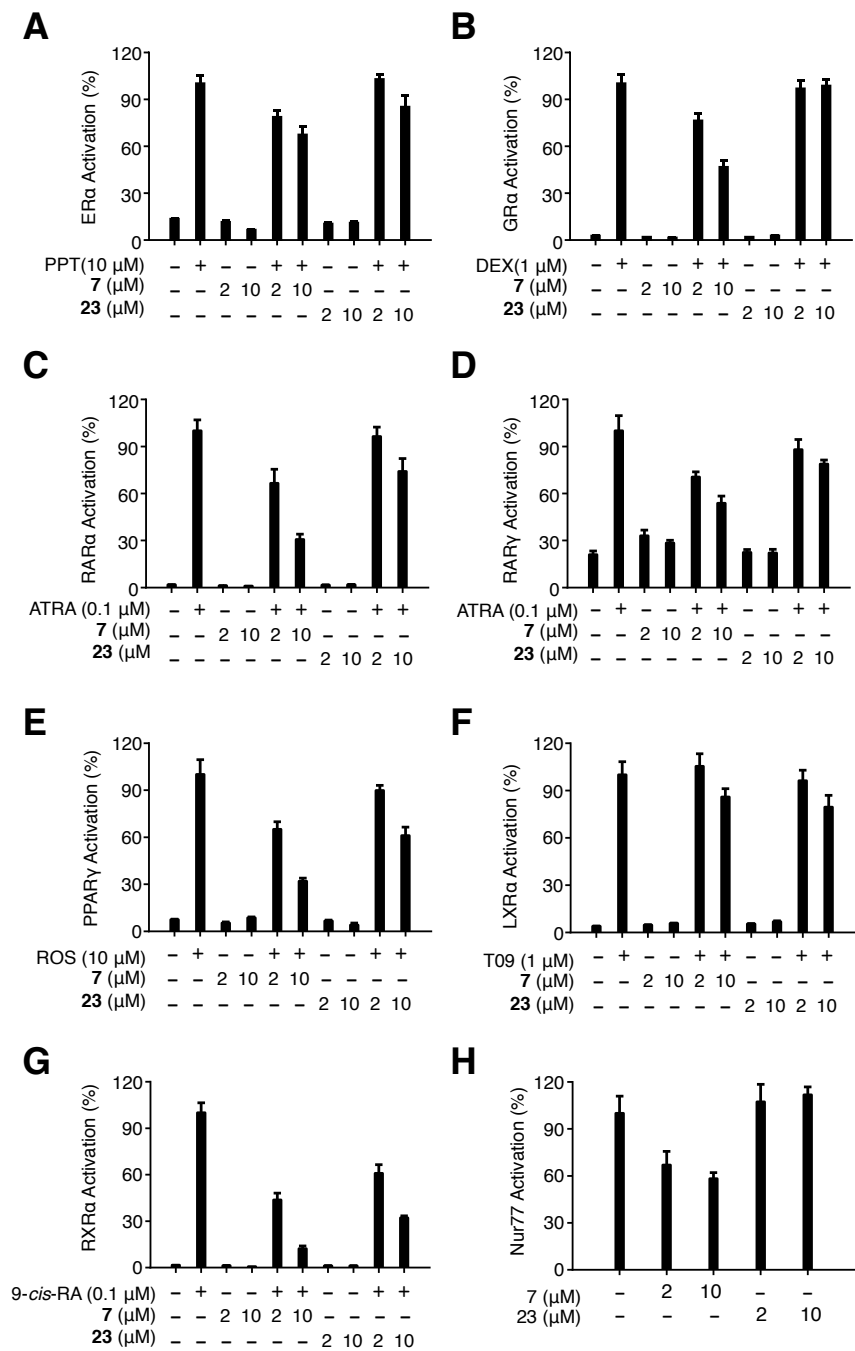 A
ERα Activation (%)
120
90
60
30
0
PPT(10 μM) – + – – + + – – + +
7 (μM) – – 2 10 2 10 – – – –
23 (μM) – – – – – – 2 10 2 10
B
GRα Activation (%)
120
90
60
30
0
DEX(1 μM) – + – – + + – – + +
7 (μM) – – 2 10 2 10 – – – –
23 (μM) – – – – – – 2 10 2 10
C
RARα Activation (%)
120
90
60
30
0
ATRA (0.1 μM) – + – – + + – – + +
7 (μM) – – 2 10 2 10 – – – –
23 (μM – – – – – – 2 10 2 10
D
RARγ Activation (%)
120
90
60
30
0
ATRA (0.1 μM) – + – – + + – – + +
7 (μM) – – 2 10 2 10 – – – –
23 (μM) – – – – – – 2 10 2 10
E
PPARγ Activation (%)
120
90
60
30
0
ROS (10 μM) – + – – + + – – + +
7 (μM) – – 2 10 2 10 – – – –
23 (μM) – – – – – – 2 10 2 10
F
LXRα Activation (%)
120
90
60
30
0
T09 (1 μM) – + – – + + – – + +
7 (μM) – – 2 10 2 10 – – – –
23 (μM) – – – – – – 2 10 2 10
G
RXRα Activation (%)
120
90
60
30
0
9-cis-RA (0.1 μM) – + – – + + – – + +
7 (μM) – – 2 10 2 10 – – – –
23 (μM) – – – – – – 2 10 2 10
H
Nur77 Activation (%)
120
90
60
30
0
7 (μM) – 2 10 – –
23 (μM) – – – 2 10